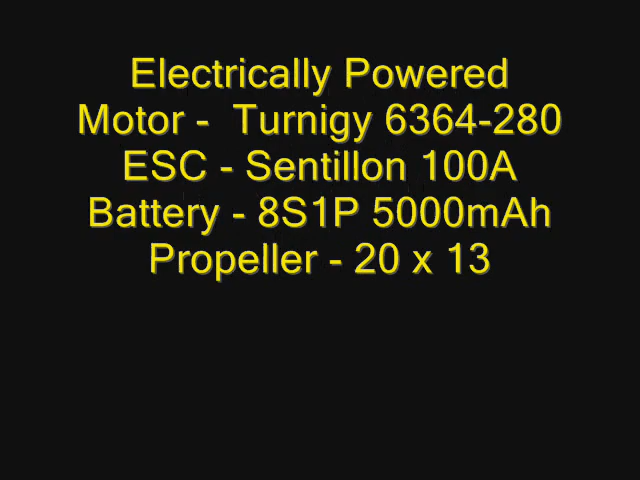 Electrically Powered
Motor -  Turnigy 6364-280
ESC - Sentillon 100A
Battery - 8S1P 5000mAh
Propeller - 20 x 13